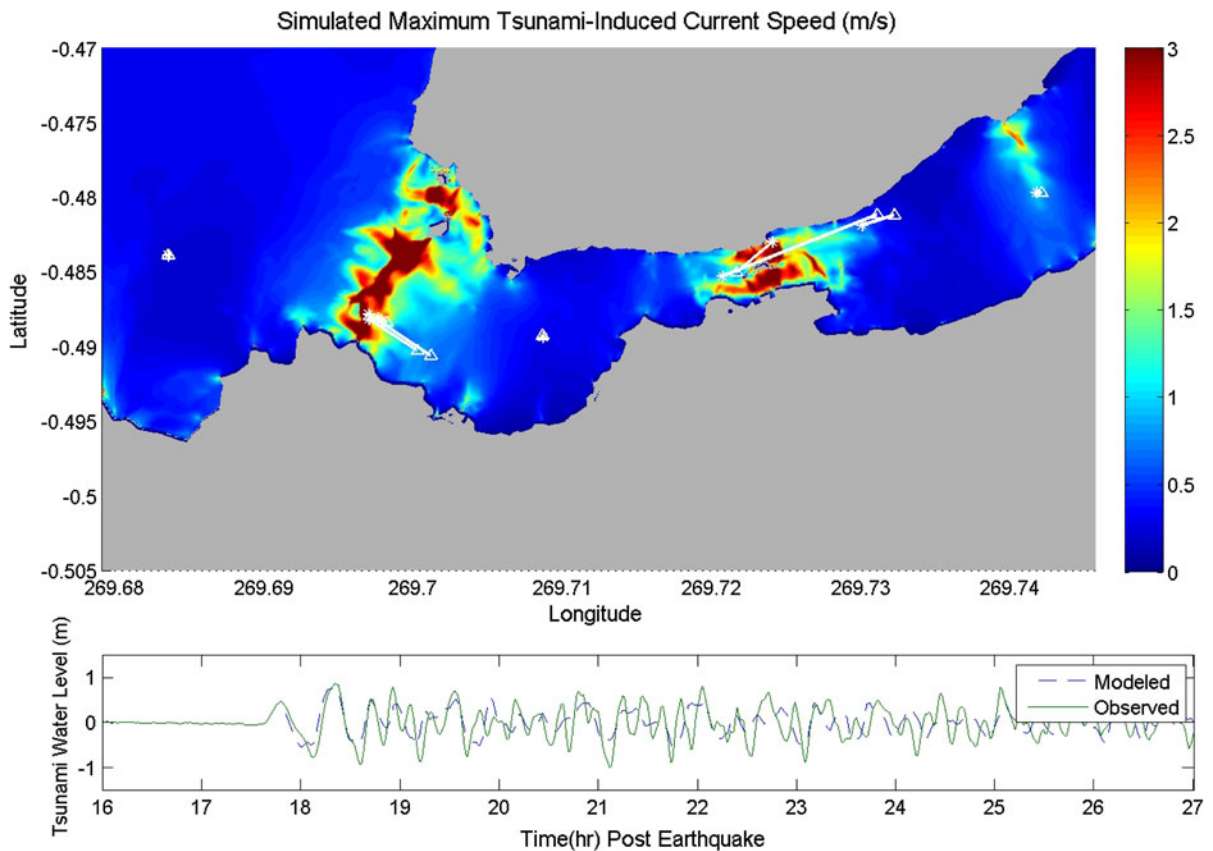 Simulated Maximum Tsunami-Induced Current Speed (m/s)
-0.47
-0.475
-0.48
-0.485
-0.49
-0.495
-0.5
-0.505
Latitude
269.68 269.69 269.7 269.71 269.72 269.73 269.74
Longitude
3
2.5
2
1.5
1
0.5
0
Tsunami Water Level (m)
1
0
-1
Modeled
Observed
16 17 18 19 20 21 22 23 24 25 26 27
Time(hr) Post Earthquake